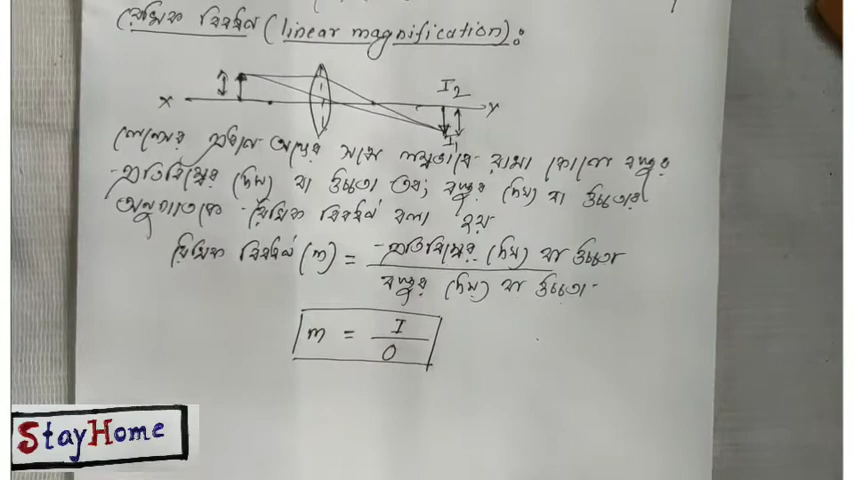 রৈখিক বিবর্ধন (linear magnification):
I₂
X
Y
I₁
লেন্সের প্রধান অক্ষের সাথে লম্বভাবে রাখা কোনো বস্তুর
প্রতিবিম্বের দৈর্ঘ্য বা উচ্চতা এবং বস্তুর দৈর্ঘ্য বা উচ্চতার
অনুপাতকে রৈখিক বিবর্ধন বলা হয়
রৈখিক বিবর্ধন (m) = প্রতিবিম্বের দৈর্ঘ্য বা উচ্চতা
বস্তুর দৈর্ঘ্য বা উচ্চতা
m = I
O
StayHome